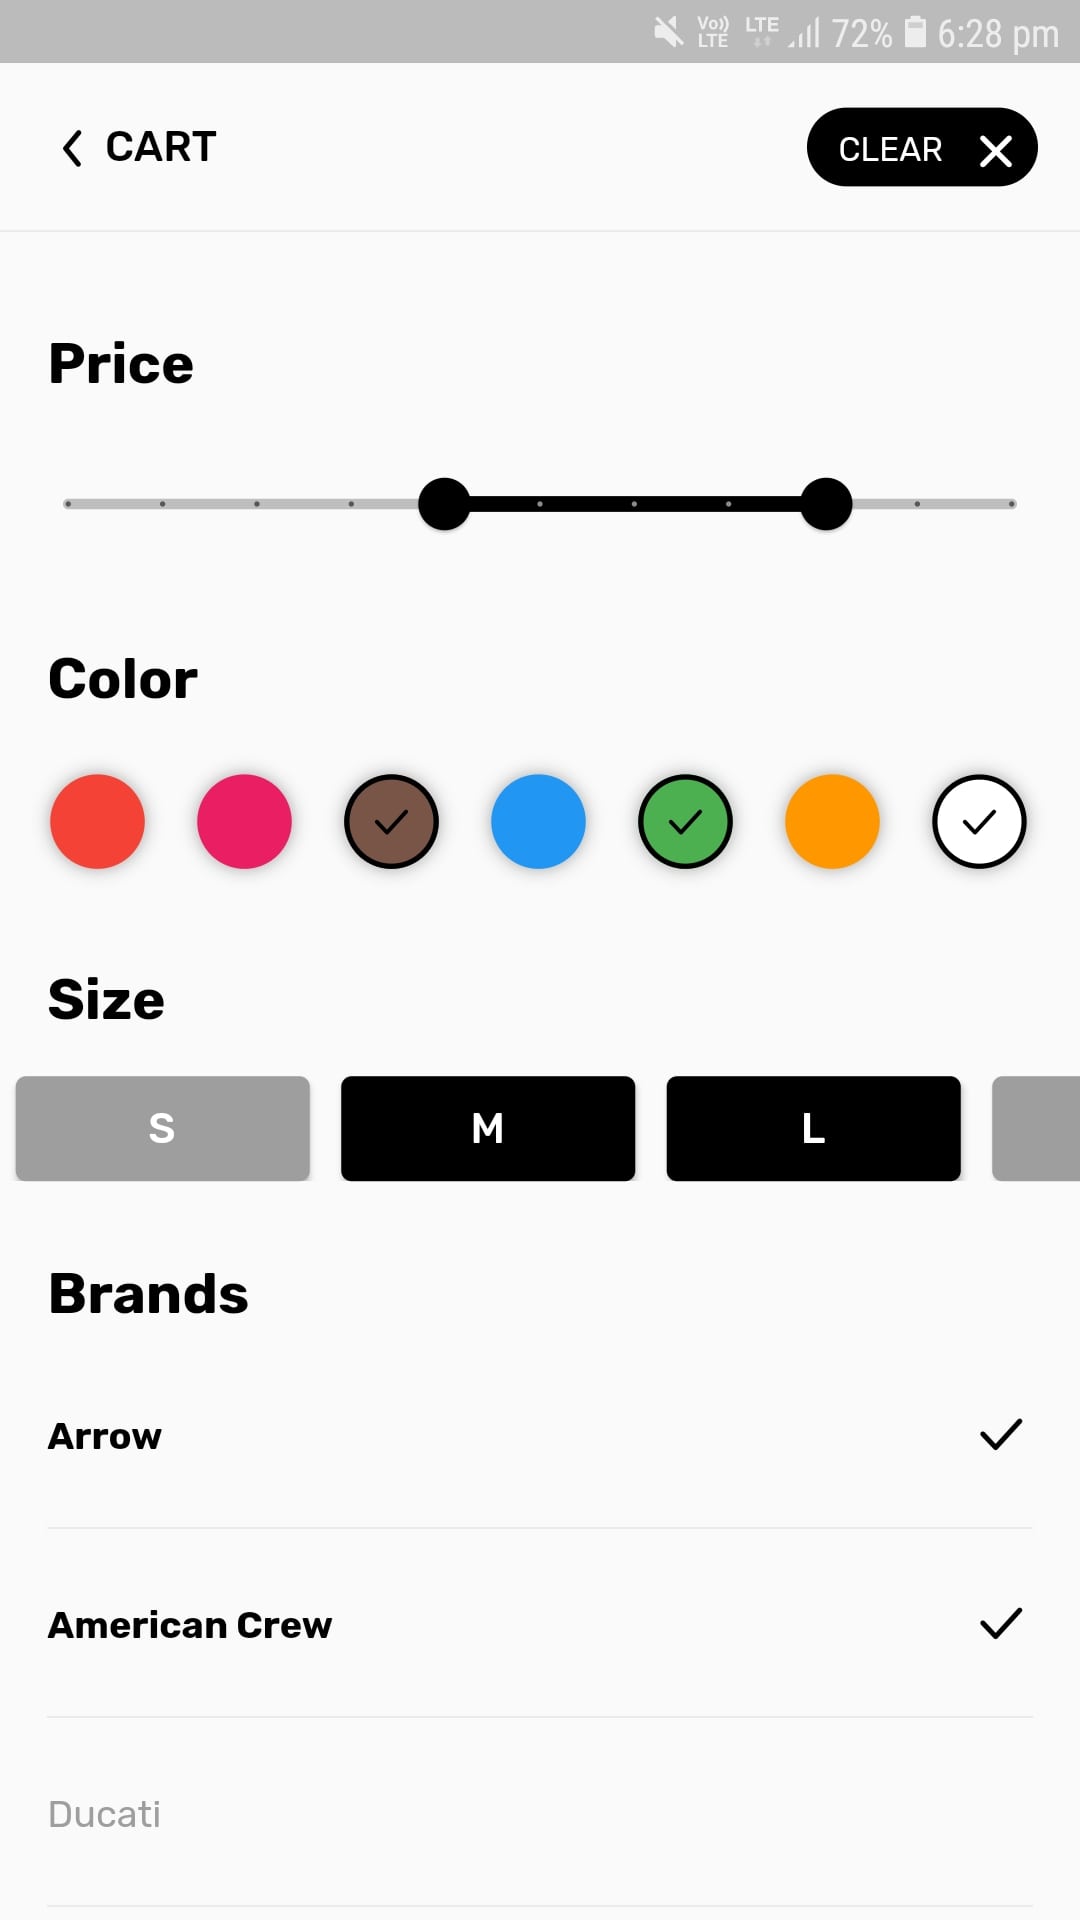 Vo)) LTE LTE 72% 6:28 pm
CART CLEAR
Price
Color
Size
S M L
Brands
Arrow
American Crew
Ducati